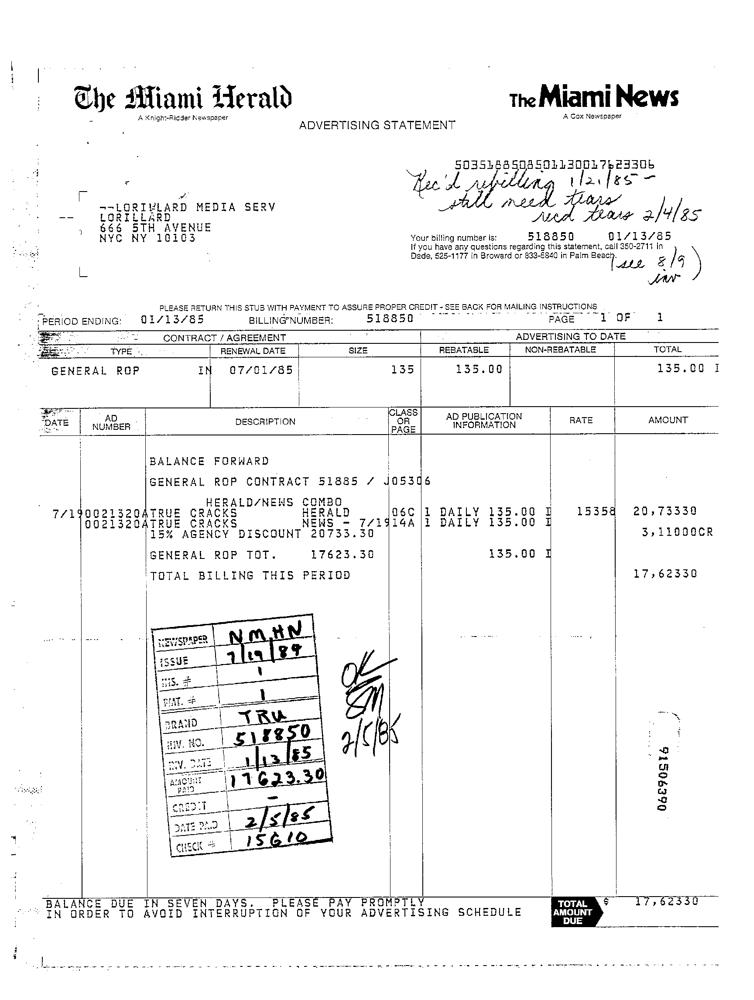 The Miami Herald
A Knight-Ridder Newspaper
The Miami News
A Cox Newspaper
ADVERTISING STATEMENT
5035188508501130017623306
Rec'd rebilling 1/21/85 -
still need tears
recd tears 2/4/85
--LORILLARD MEDIA SERV
LORILLARD
666 5TH AVENUE
NYC NY 10103
Your billing number is: 518850 01/13/85
If you have any questions regarding this statement, call 350-2711 in
Dade, 525-1177 in Broward or 833-6840 in Palm Beach.
(see 8/9
inv)
PLEASE RETURN THIS STUB WITH PAYMENT TO ASSURE PROPER CREDIT - SEE BACK FOR MAILING INSTRUCTIONS
PERIOD ENDING: 01/13/85 BILLING NUMBER: 518850 PAGE 1 OF 1
CONTRACT / AGREEMENT ADVERTISING TO DATE
TYPE RENEWAL DATE SIZE REBATABLE NON-REBATABLE TOTAL
GENERAL ROP IN 07/01/85 135 135.00 135.00 I
DATE AD NUMBER DESCRIPTION CLASS OR PAGE AD PUBLICATION INFORMATION RATE AMOUNT
BALANCE FORWARD
GENERAL ROP CONTRACT 51885 / J05306
HERALD/NEWS COMBO
7/19 0021320A TRUE CRACKS HERALD 06C 1 DAILY 135.00 I 15358 20,73330
0021320A TRUE CRACKS NEWS - 7/19 14A 1 DAILY 135.00 I
15% AGENCY DISCOUNT 20733.30 3,11000CR
GENERAL ROP TOT. 17623.30 135.00 I
TOTAL BILLING THIS PERIOD 17,62330
NEWSPAPER NM,HN
ISSUE 7/19/84
INS. # 1
PMT. # 1
BRAND TRU
INV. NO. 518850
INV. DATE 1/13/85
AMOUNT PAID 17623.30
CREDIT -
DATE PAID 2/5/85
CHECK # 15610
OK
SM
2/5/85
91506390
BALANCE DUE IN SEVEN DAYS. PLEASE PAY PROMPTLY
IN ORDER TO AVOID INTERRUPTION OF YOUR ADVERTISING SCHEDULE
TOTAL AMOUNT DUE $ 17,62330